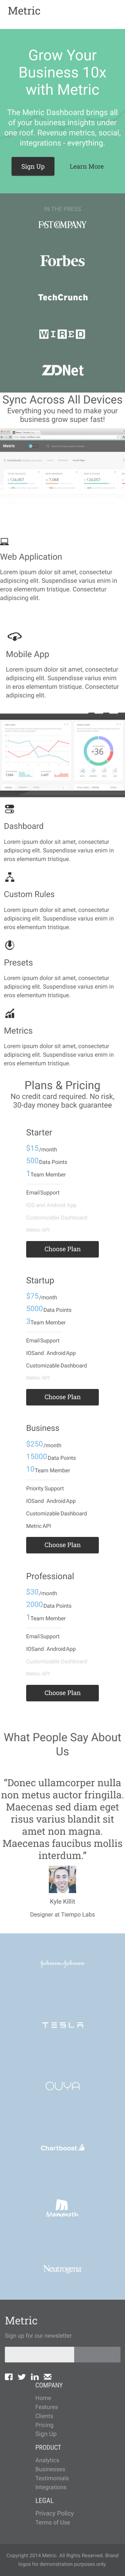 Metric
Grow Your
Business 10x
with Metric
The Metric Dashboard brings all
of your business insights under
one roof. Revenue metrics, social,
integrations - everything.
Sign Up
Learn More
IN THE PRESS
FAST COMPANY
Forbes
TechCrunch
WIRED
ZDNet
Sync Across All Devices
Everything you need to make your
business grow super fast!
Web Application
Lorem ipsum dolor sit amet, consectetur
adipiscing elit. Suspendisse varius enim in
eros elementum tristique. Consectetur
adipiscing elit.
Mobile App
Lorem ipsum dolor sit amet, consectetur
adipiscing elit. Suspendisse varius enim
in eros elementum tristique. Consectetur
adipiscing elit.
-36
Dashboard
Lorem ipsum dolor sit amet, consectetur
adipiscing elit. Suspendisse varius enim in
eros elementum tristique.
Custom Rules
Lorem ipsum dolor sit amet, consectetur
adipiscing elit. Suspendisse varius enim in
eros elementum tristique.
Presets
Lorem ipsum dolor sit amet, consectetur
adipiscing elit. Suspendisse varius enim in
eros elementum tristique.
Metrics
Lorem ipsum dolor sit amet, consectetur
adipiscing elit. Suspendisse varius enim in
eros elementum tristique.
Plans & Pricing
No credit card required. No risk,
30-day money back guarantee
Starter
$15/month
500 Data Points
1 Team Member
Email Support
IOS and Android App
Customizable Dashboard
Metric API
Choose Plan
Startup
$75/month
5000 Data Points
3 Team Member
Email Support
IOS and Android App
Customizable Dashboard
Metric API
Choose Plan
Business
$250/month
15000 Data Points
10 Team Member
Priority Support
IOS and Android App
Customizable Dashboard
Metric API
Choose Plan
Professional
$30/month
2000 Data Points
1 Team Member
Email Support
IOS and Android App
Customizable Dashboard
Metric API
Choose Plan
What People Say About
Us
“Donec ullamcorper nulla
non metus auctor fringilla.
Maecenas sed diam eget
risus varius blandit sit
amet non magna.
Maecenas faucibus mollis
interdum.”
Kyle Killit
Designer at Tiempo Labs
Johnson & Johnson
TESLA
OUYA
Chartboost
Mammoth
Neutrogena
Metric
Sign up for our newsletter
COMPANY
Home
Features
Clients
Pricing
Sign Up
PRODUCT
Analytics
Businesses
Testimonials
Integrations
LEGAL
Privacy Policy
Terms of Use
Copyright 2014 Metric. All Rights Reserved. Brand
logos for demonstration purposes only.